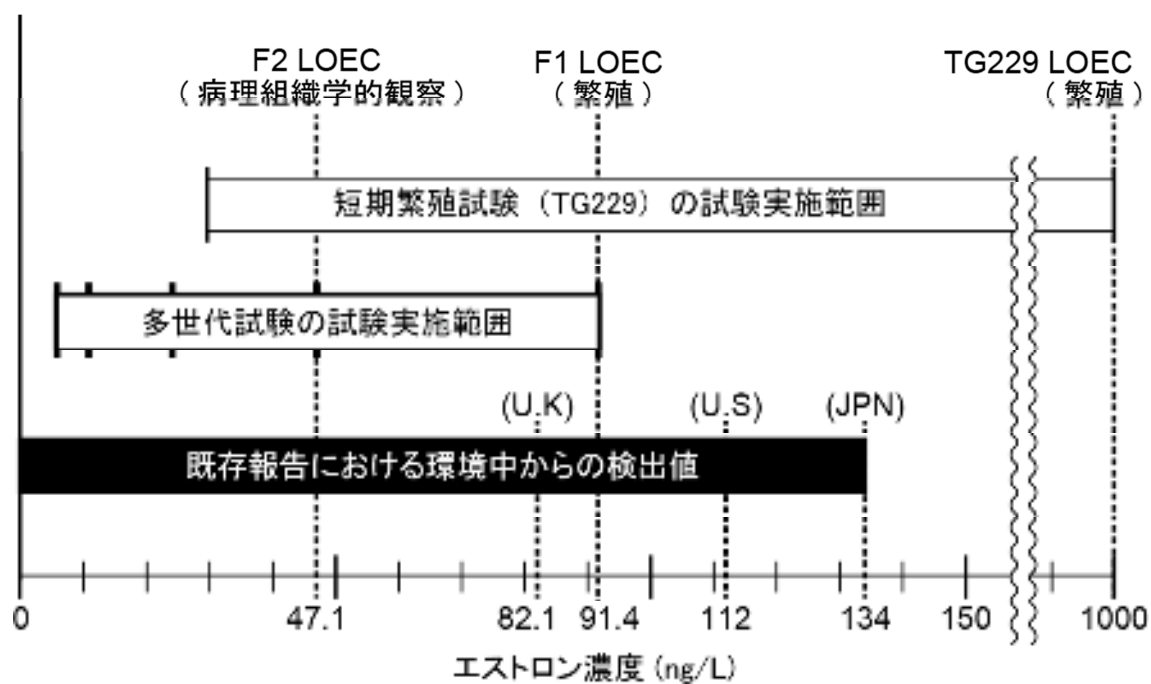 F2 LOEC
（病理組織学的観察）
F1 LOEC
（繁殖）
TG229 LOEC
（繁殖）
短期繁殖試験（TG229）の試験実施範囲
多世代試験の試験実施範囲
(U.K) (U.S) (JPN)
既存報告における環境中からの検出値
0 47.1 82.1 91.4 112 134 150 1000
エストロン濃度 (ng/L)